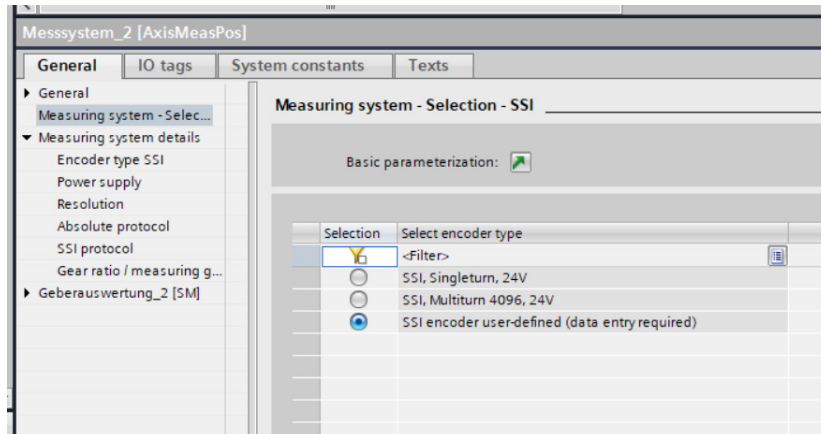 Messsystem_2 [AxisMeasPos]
General IO tags System constants Texts
General
Measuring system - Selec...
Measuring system details
Encoder type SSI
Power supply
Resolution
Absolute protocol
SSI protocol
Gear ratio / measuring g...
Geberauswertung_2 [SM]
Measuring system - Selection - SSI
Basic parameterization:
Selection Select encoder type
<Filter>
SSI, Singleturn, 24V
SSI, Multiturn 4096, 24V
SSI encoder user-defined (data entry required)